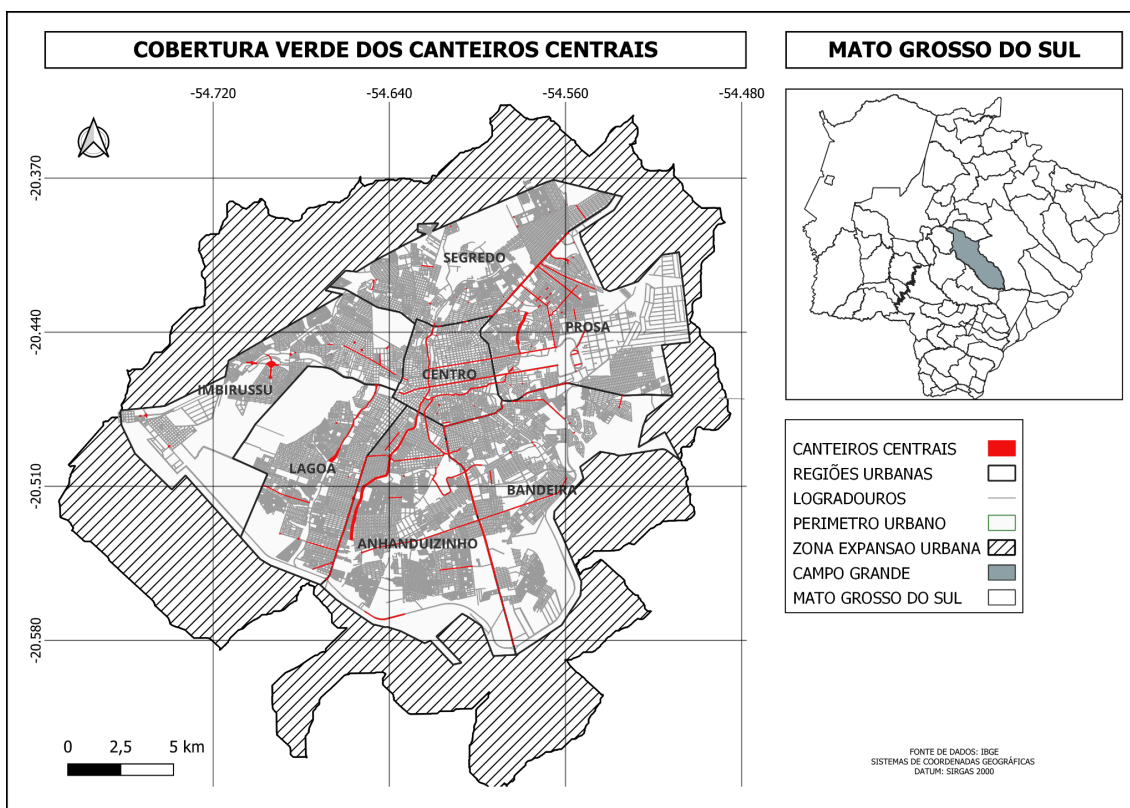 COBERTURA VERDE DOS CANTEIROS CENTRAIS
MATO GROSSO DO SUL
-54.720
-54.640
-54.560
-54.480
-20.370
-20.440
-20.510
-20.580
SEGREDO
PROSA
CENTRO
IMBIRUSSU
LAGOA
BANDEIRA
ANHANDUIZINHO
0 2,5 5 km
CANTEIROS CENTRAIS
REGIÕES URBANAS
LOGRADOUROS
PERIMETRO URBANO
ZONA EXPANSAO URBANA
CAMPO GRANDE
MATO GROSSO DO SUL
FONTE DE DADOS: IBGE
SISTEMAS DE COORDENADAS GEOGRÁFICAS
DATUM: SIRGAS 2000